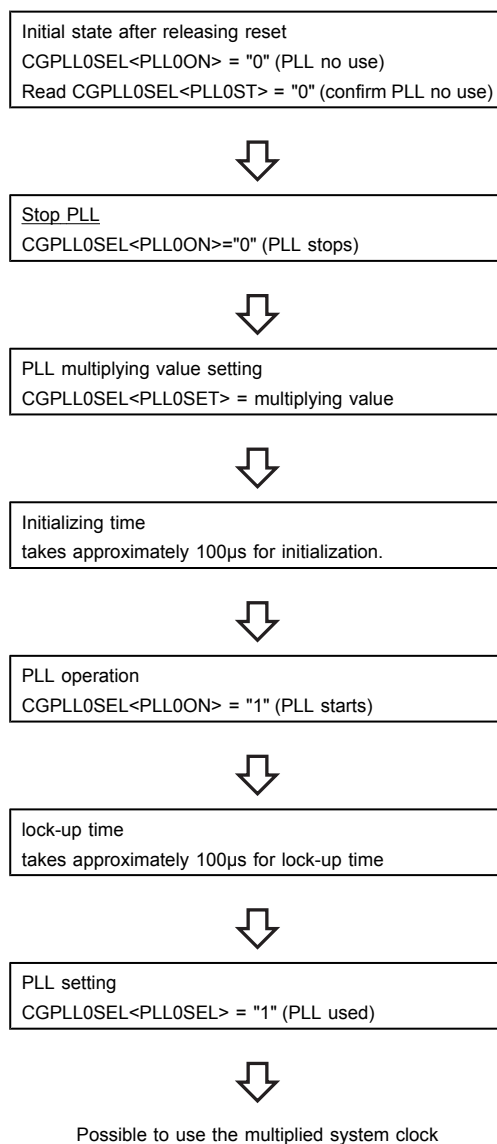 Initial state after releasing reset
CGPLL0SEL<PLL0ON> = "0" (PLL no use)
Read CGPLL0SEL<PLL0ST> = "0" (confirm PLL no use)
Stop PLL
CGPLL0SEL<PLL0ON>="0" (PLL stops)
PLL multiplying value setting
CGPLL0SEL<PLL0SET> = multiplying value
Initializing time
takes approximately 100µs for initialization.
PLL operation
CGPLL0SEL<PLL0ON> = "1" (PLL starts)
lock-up time
takes approximately 100µs for lock-up time
PLL setting
CGPLL0SEL<PLL0SEL> = "1" (PLL used)
Possible to use the multiplied system clock